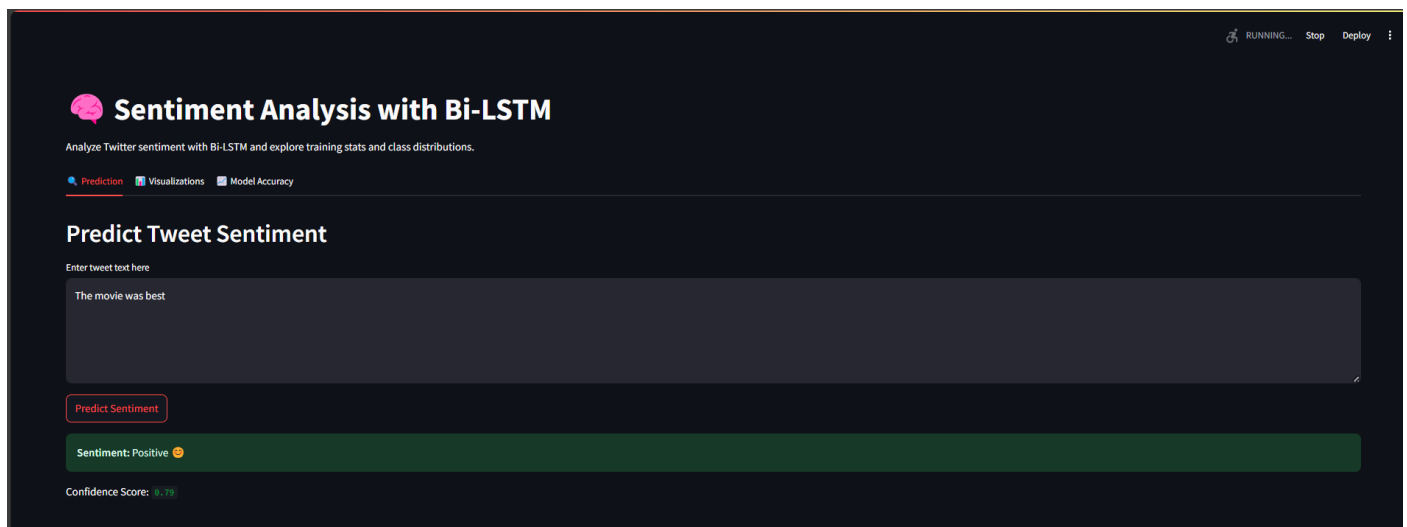 RUNNING... Stop Deploy
Sentiment Analysis with Bi-LSTM
Analyze Twitter sentiment with Bi-LSTM and explore training stats and class distributions.
Prediction Visualizations Model Accuracy
Predict Tweet Sentiment
Enter tweet text here
The movie was best
Predict Sentiment
Sentiment: Positive
Confidence Score: 0.79